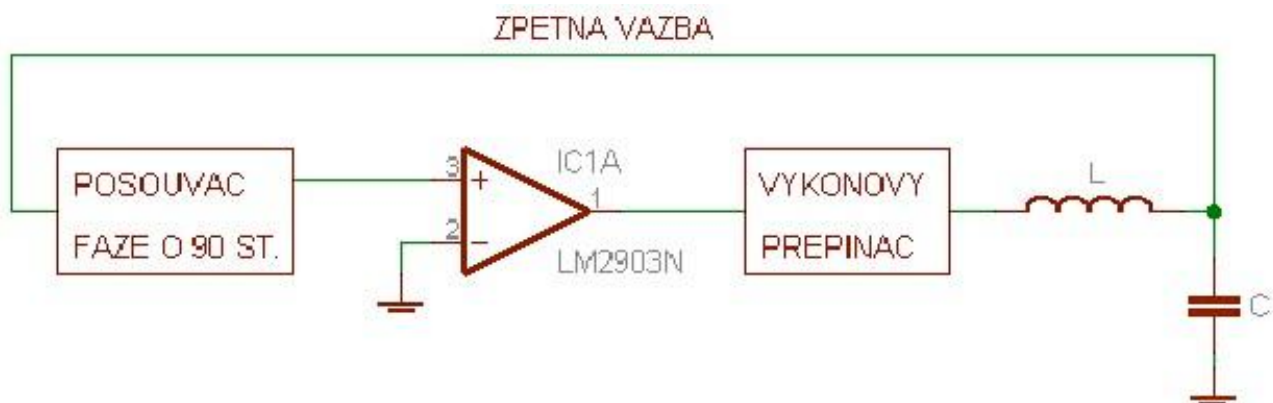 ZPETNA VAZBA
POSOUVAC
FAZE O 90 ST.
3
+
2
−
IC1A
1
LM2903N
VYKONOVY
PREPINAC
L
C